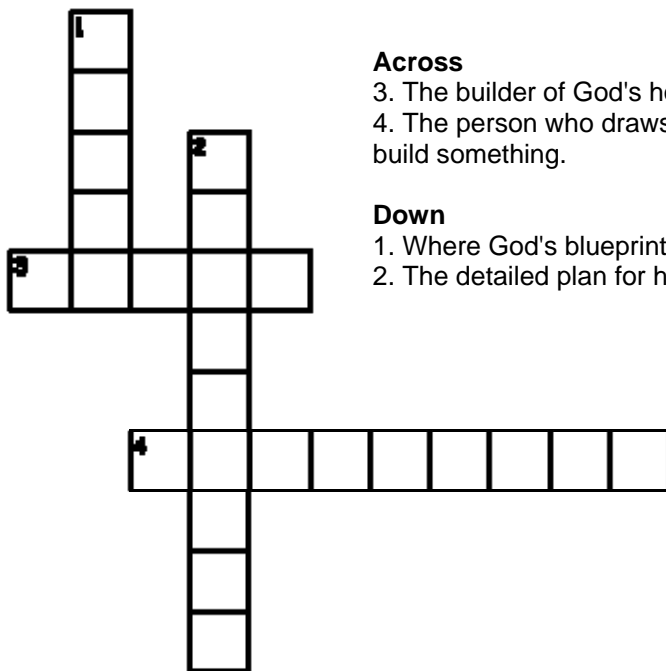 1
2
3
4
Across
3. The builder of God's
4. The person who draws
build something.
Down
1. Where God's blueprint
2. The detailed plan for